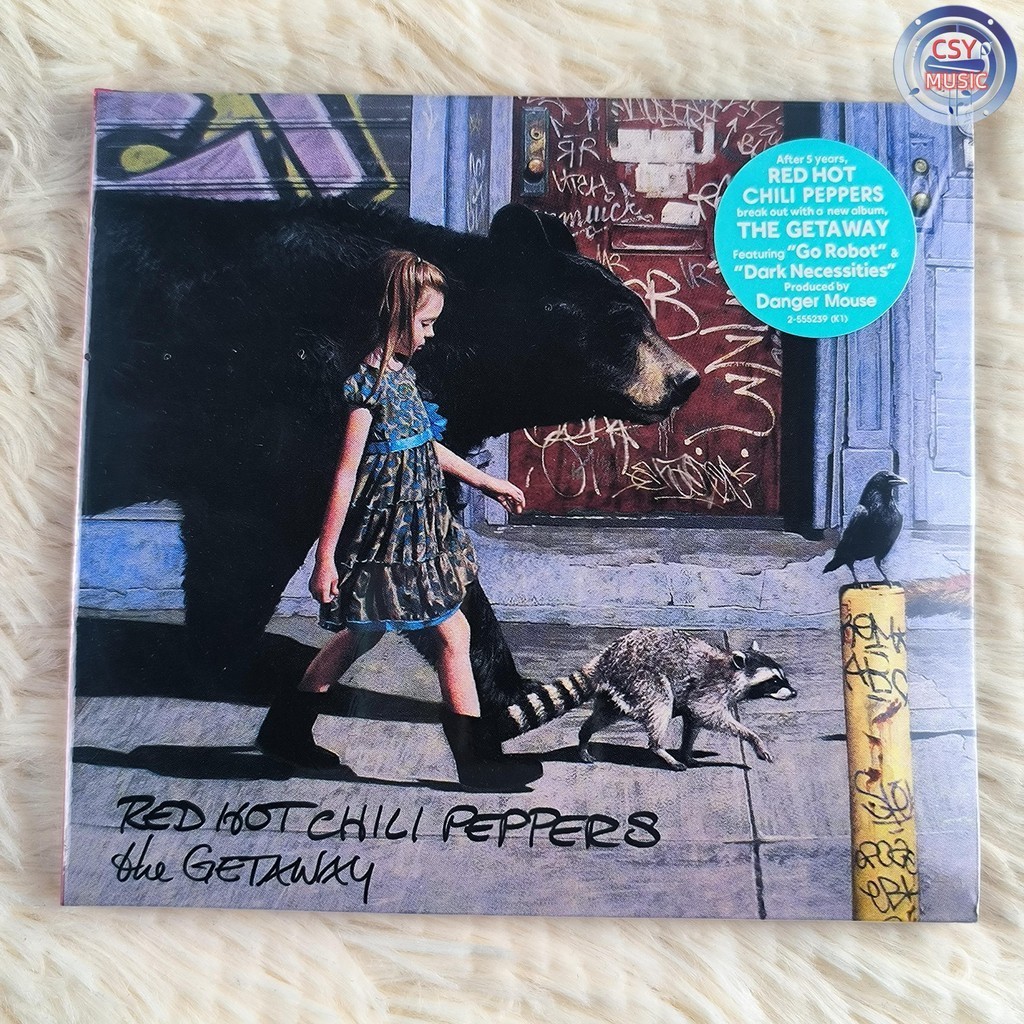 CSY
MUSIC
After 5 years,
RED HOT
CHILI PEPPERS
break out with a new album,
THE GETAWAY
Featuring "Go Robot" &
"Dark Necessities"
Produced by
Danger Mouse
2-555239 (K1)
RED HOT CHILI PEPPERS
the GETAWAY